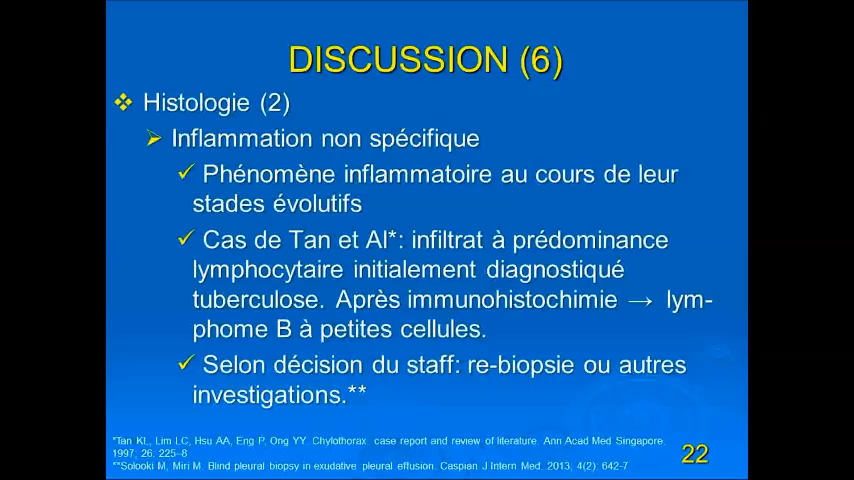 DISCUSSION (6)
❖ Histologie (2)
➢ Inflammation non spécifique
✓ Phénomène inflammatoire au cours de leur
stades évolutifs
✓ Cas de Tan et Al*: infiltrat à prédominance
lymphocytaire initialement diagnostiqué
tuberculose. Après immunohistochimie → lym-
phome B à petites cellules.
✓ Selon décision du staff: re-biopsie ou autres
investigations.**
*Tan KL, Lim LC, Hsu AA, Eng P, Ong YY. Chylothorax: case report and review of literature. Ann Acad Med Singapore.
1997; 26: 225–8
**Solooki M, Miri M. Blind pleural biopsy in exudative pleural effusion. Caspian J Intern Med. 2013; 4(2): 642-7
22